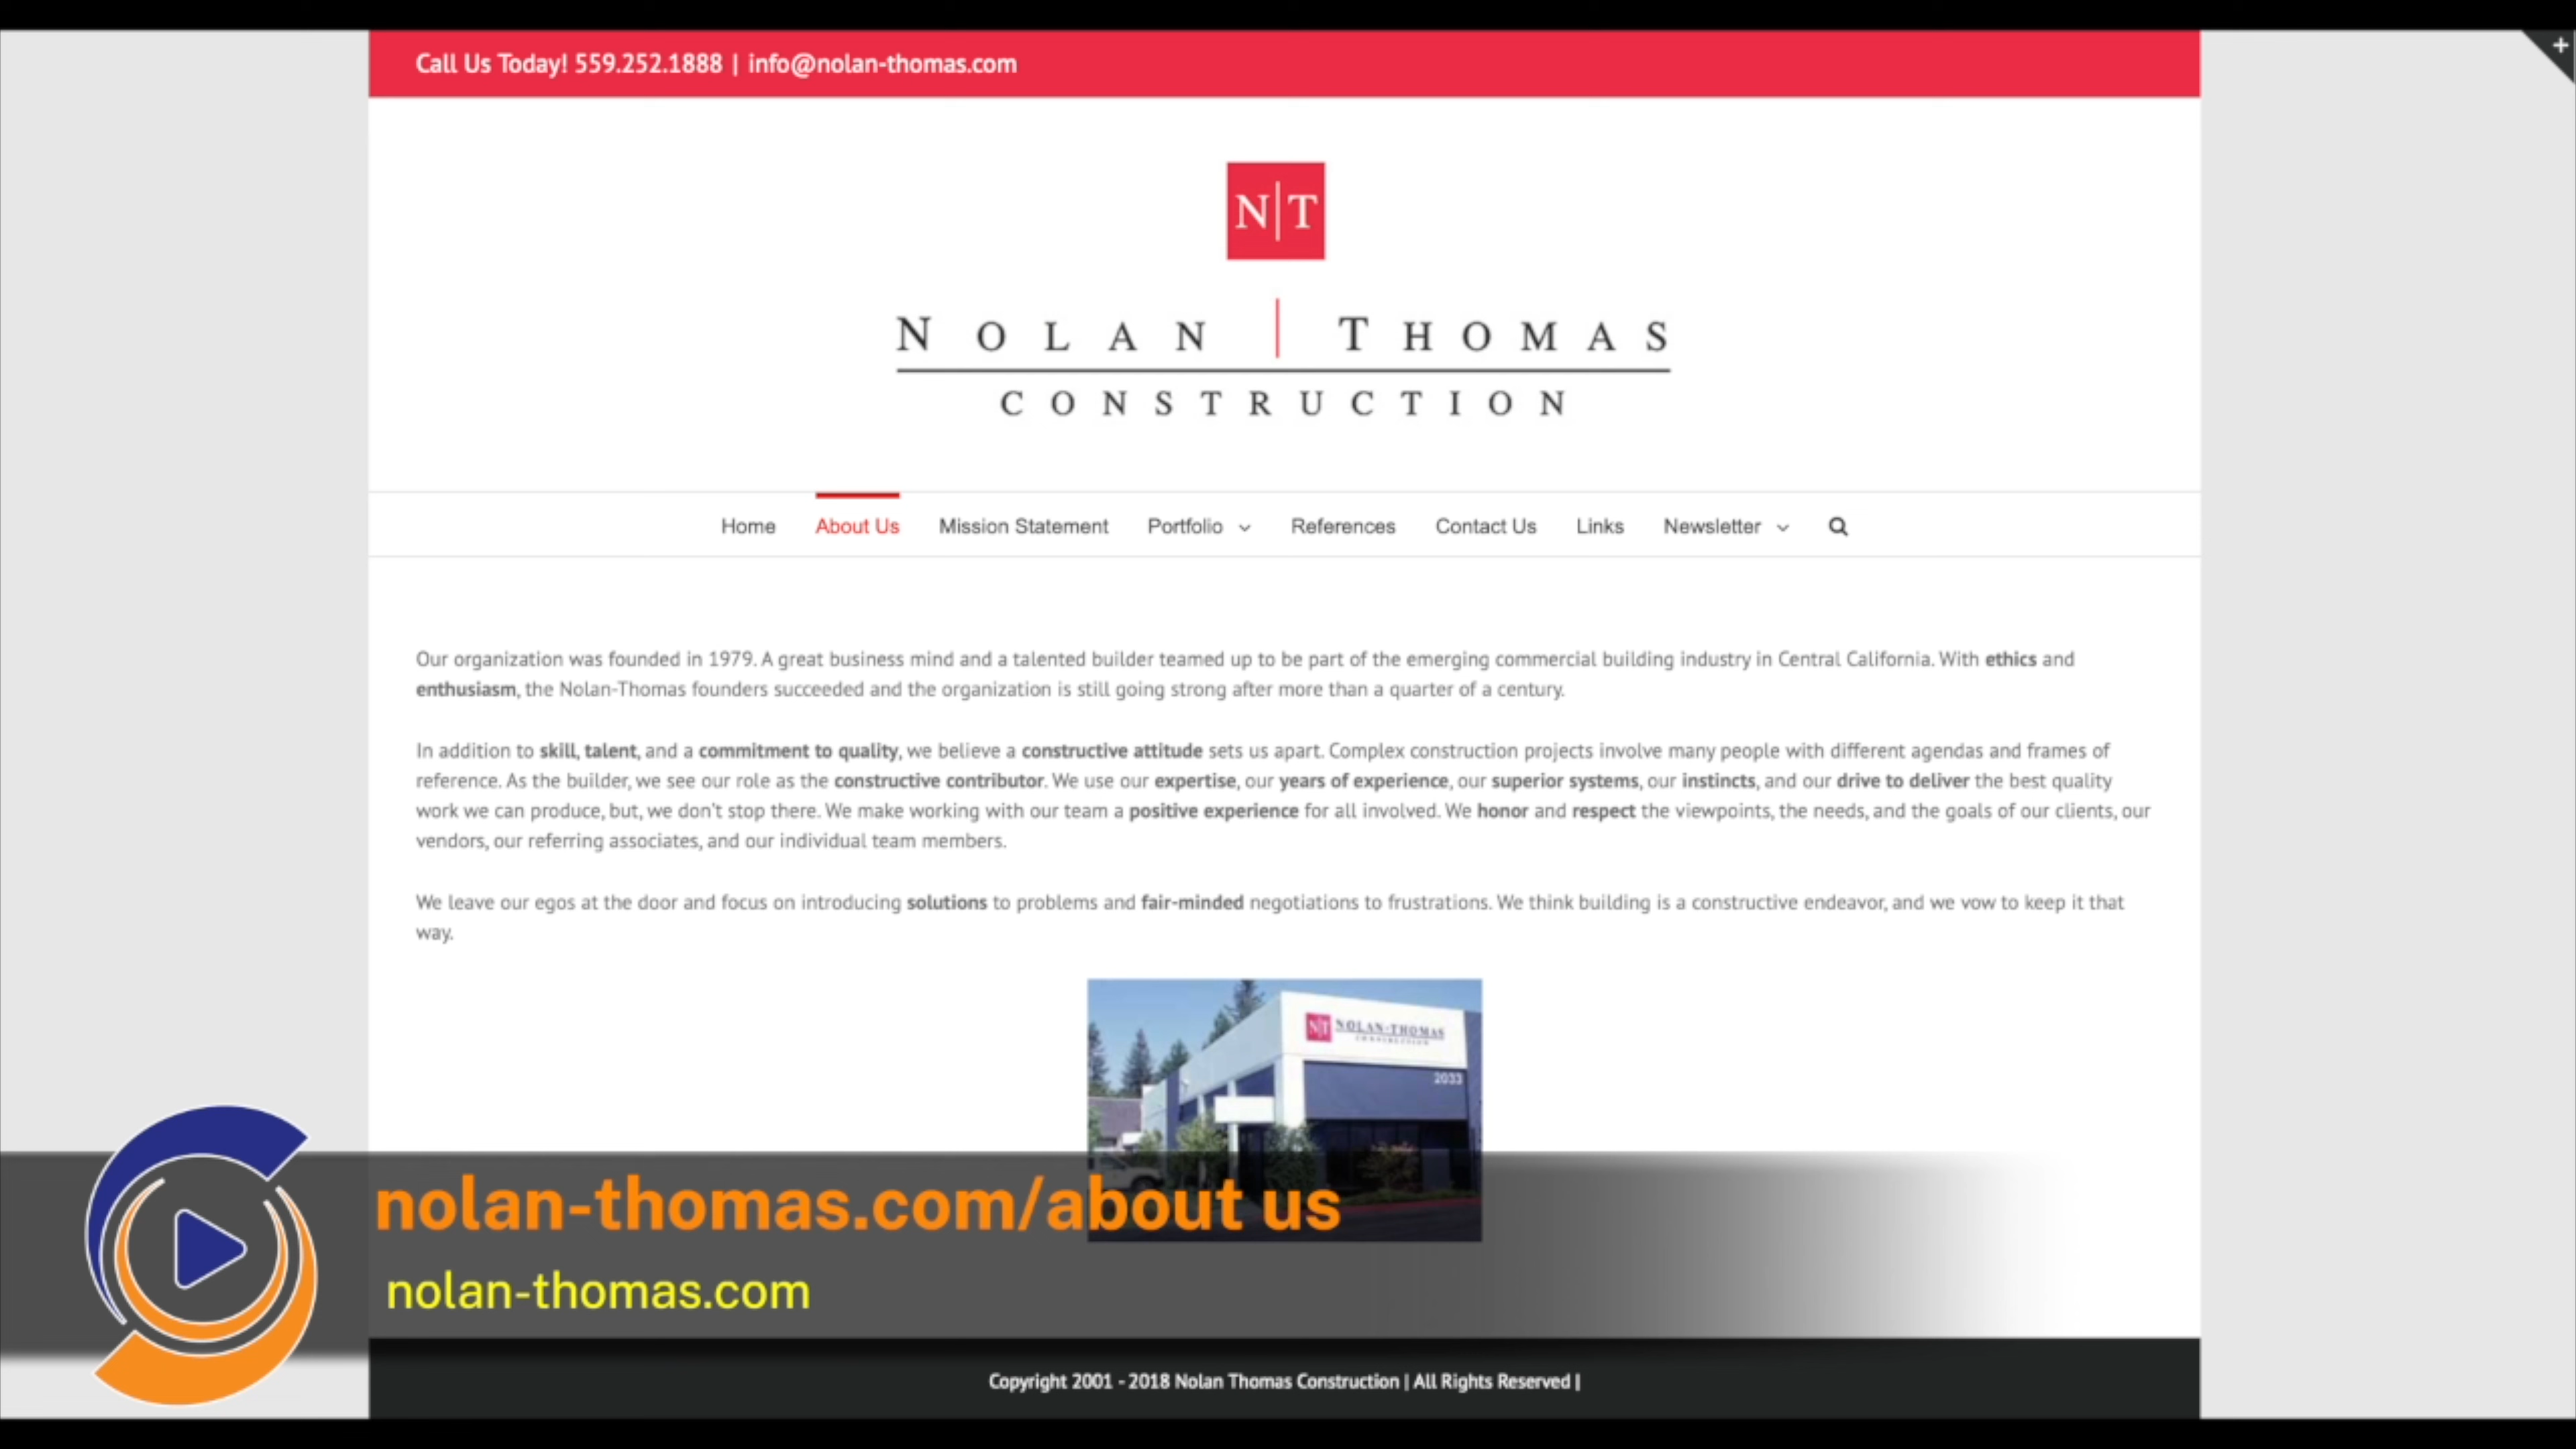 Call Us Today! 559.252.1888 | info@nolan-thomas.com
N|T
NOLAN | THOMAS
CONSTRUCTION
Home About Us Mission Statement Portfolio References Contact Us Links Newsletter
Our organization was founded in 1979. A great business mind and a talented builder teamed up to be part of the emerging commercial building industry in Central California. With ethics and
enthusiasm, the Nolan-Thomas founders succeeded and the organization is still going strong after more than a quarter of a century.
In addition to skill, talent, and a commitment to quality, we believe a constructive attitude sets us apart. Complex construction projects involve many people with different agendas and frames of
reference. As the builder, we see our role as the constructive contributor. We use our expertise, our years of experience, our superior systems, our instincts, and our drive to deliver the best quality
work we can produce, but, we don't stop there. We make working with our team a positive experience for all involved. We honor and respect the viewpoints, the needs, and the goals of our clients, our
vendors, our referring associates, and our individual team members.
We leave our egos at the door and focus on introducing solutions to problems and fair-minded negotiations to frustrations. We think building is a constructive endeavor, and we vow to keep it that
way.
N|T NOLAN-THOMAS
CONSTRUCTION
2033
nolan-thomas.com/about us
nolan-thomas.com
Copyright 2001 - 2018 Nolan Thomas Construction | All Rights Reserved |